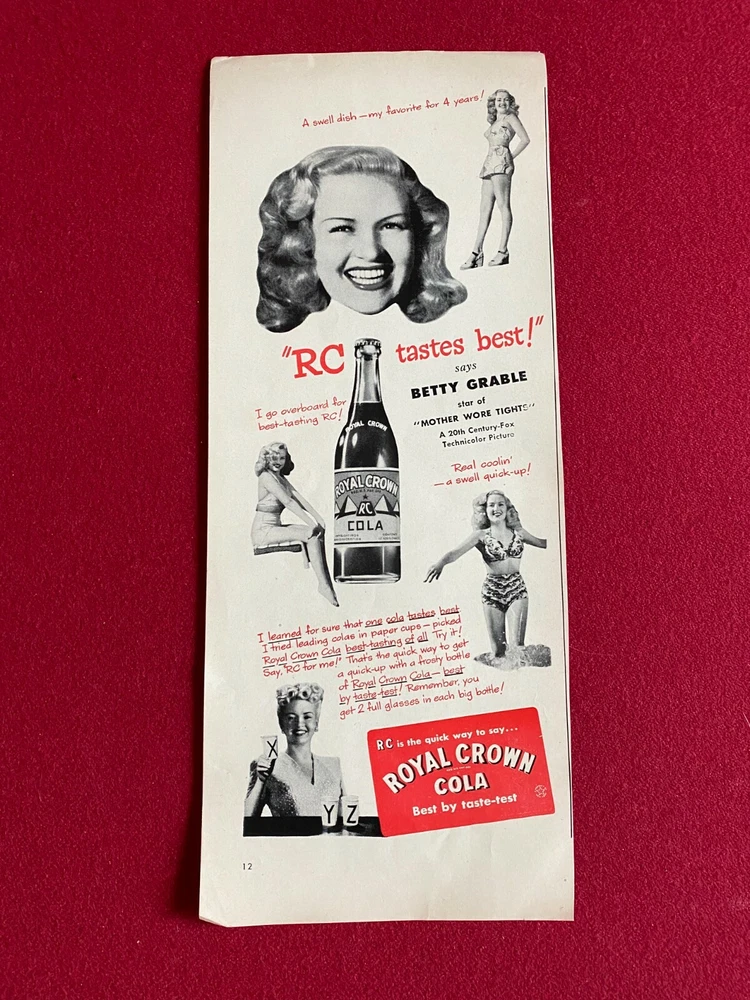 A swell dish—my favorite for 4 years!
"RC tastes best!"
says
BETTY GRABLE
star of
"MOTHER WORE TIGHTS"
A 20th Century-Fox
Technicolor Picture
I go overboard for
best-tasting RC!
ROYAL CROWN
ROYAL CROWN
RC
COLA
"Real coolin'
—a swell quick-up!
I learned for sure that one cola tastes best
I tried leading colas in paper cups—picked
Royal Crown Cola best-tasting of all. Try it!
Say, "RC for me!" That's the quick way to get
a quick-up with a frosty bottle
of Royal Crown Cola—best
by taste-test! Remember, you
get 2 full glasses in each big bottle!
X
Y Z
RC is the quick way to say...
ROYAL CROWN
COLA
Best by taste-test
12